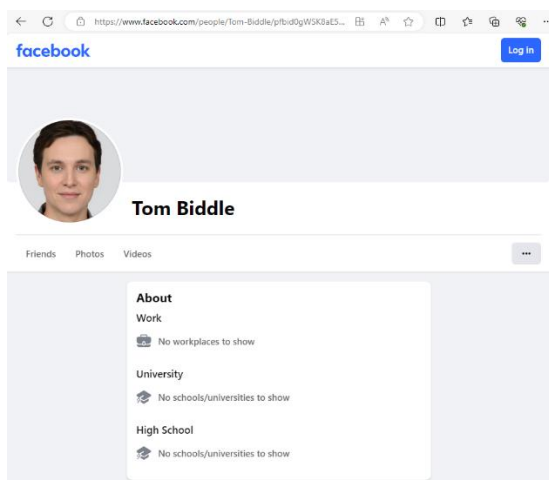 https://www.facebook.com/people/Tom-Biddle/pfbid0gWSK8aE5...
facebook
Log in
Tom Biddle
Friends Photos Videos
About
Work
No workplaces to show
University
No schools/universities to show
High School
No schools/universities to show